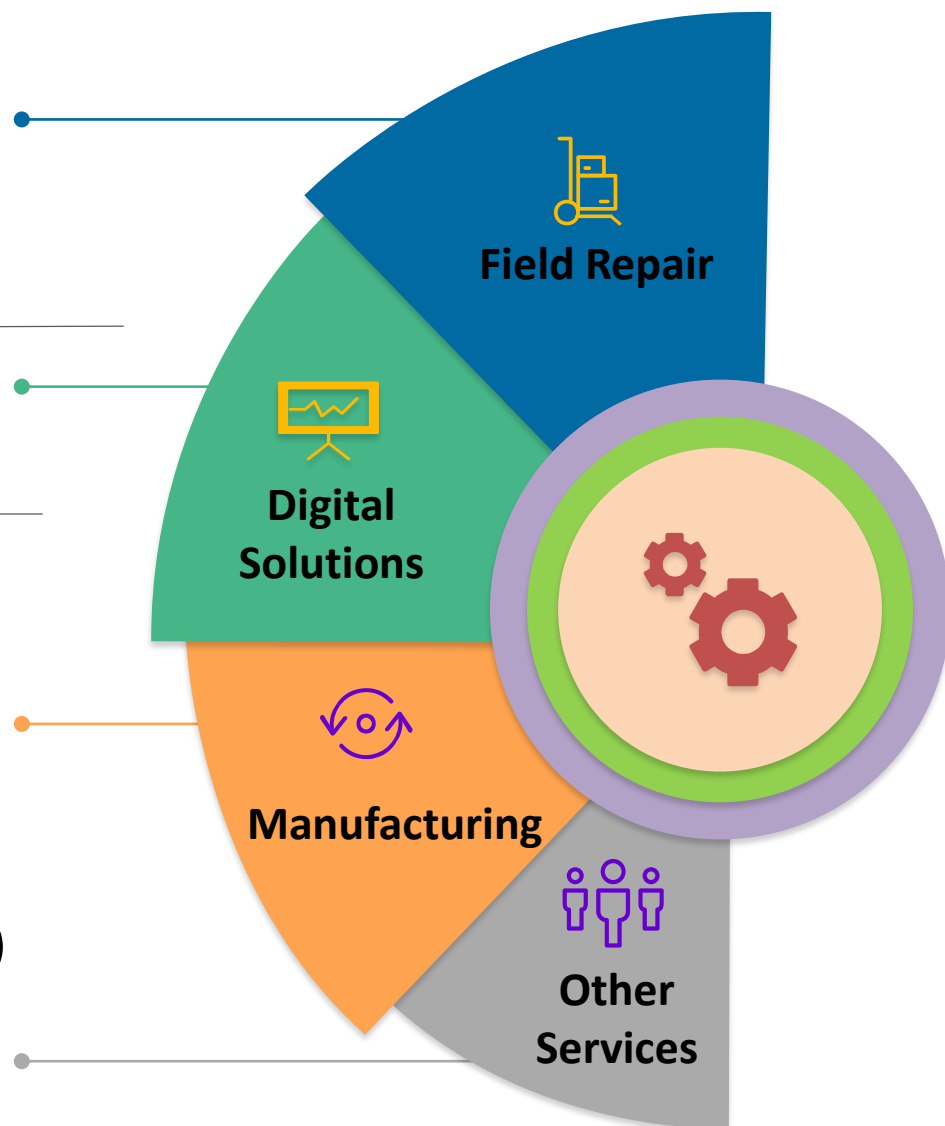 Field Repair
Digital
Solutions
Manufacturing
)
Other
Services